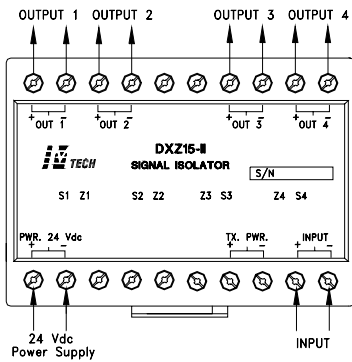 OUTPUT 1 OUTPUT 2 OUTPUT 3 OUTPUT 4
+ - + - + - + -
OUT 1 OUT 2 OUT 3 OUT 4
DXZ15-II
TECH SIGNAL ISOLATOR
S/N
S1 Z1 S2 Z2 Z3 S3 Z4 S4
PWR. 24 Vdc TX. PWR. INPUT
+ - + - + -
24 Vdc
Power Supply INPUT